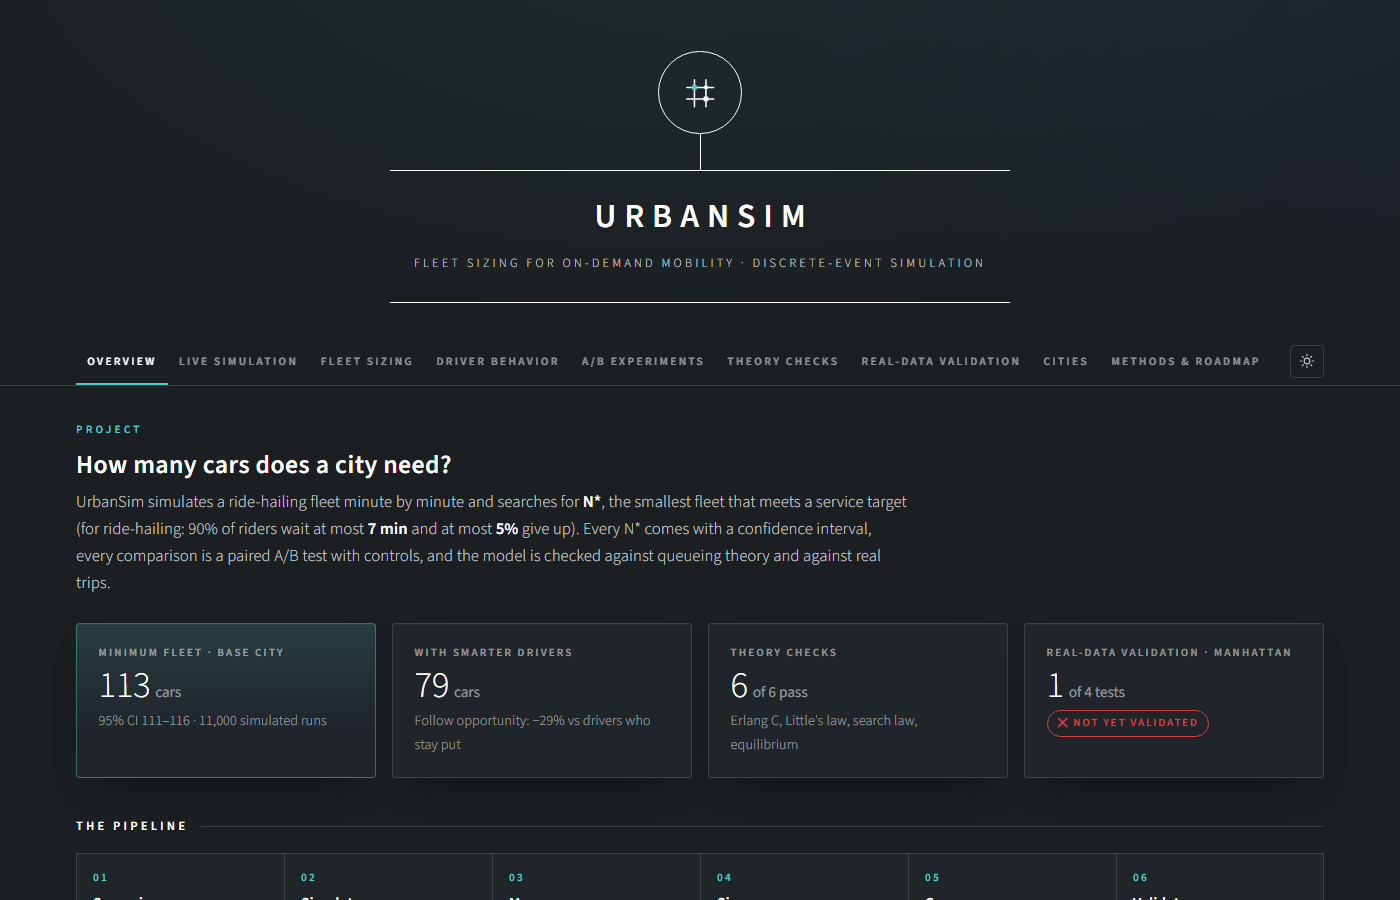 URBANSIM
FLEET SIZING FOR ON-DEMAND MOBILITY · DISCRETE-EVENT SIMULATION
OVERVIEW LIVE SIMULATION FLEET SIZING DRIVER BEHAVIOR A/B EXPERIMENTS THEORY CHECKS REAL-DATA VALIDATION CITIES METHODS & ROADMAP
PROJECT
How many cars does a city need?
UrbanSim simulates a ride-hailing fleet minute by minute and searches for N*, the smallest fleet that meets a service target
(for ride-hailing: 90% of riders wait at most 7 min and at most 5% give up). Every N* comes with a confidence interval,
every comparison is a paired A/B test with controls, and the model is checked against queueing theory and against real
trips.
MINIMUM FLEET · BASE CITY
113 cars
95% CI 111–116 · 11,000 simulated runs
WITH SMARTER DRIVERS
79 cars
Follow opportunity: −29% vs drivers who
stay put
THEORY CHECKS
6 of 6 pass
Erlang C, Little's law, search law,
equilibrium
REAL-DATA VALIDATION · MANHATTAN
1 of 4 tests
NOT YET VALIDATED
THE PIPELINE
01
02
03
04
05
06